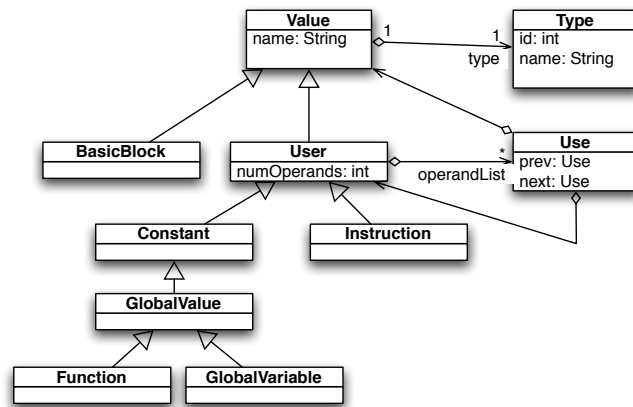 Value
name: String
1
1
type
Type
id: int
name: String
BasicBlock
User
numOperands: int
*
operandList
Use
prev: Use
next: Use
Constant
Instruction
GlobalValue
Function
GlobalVariable